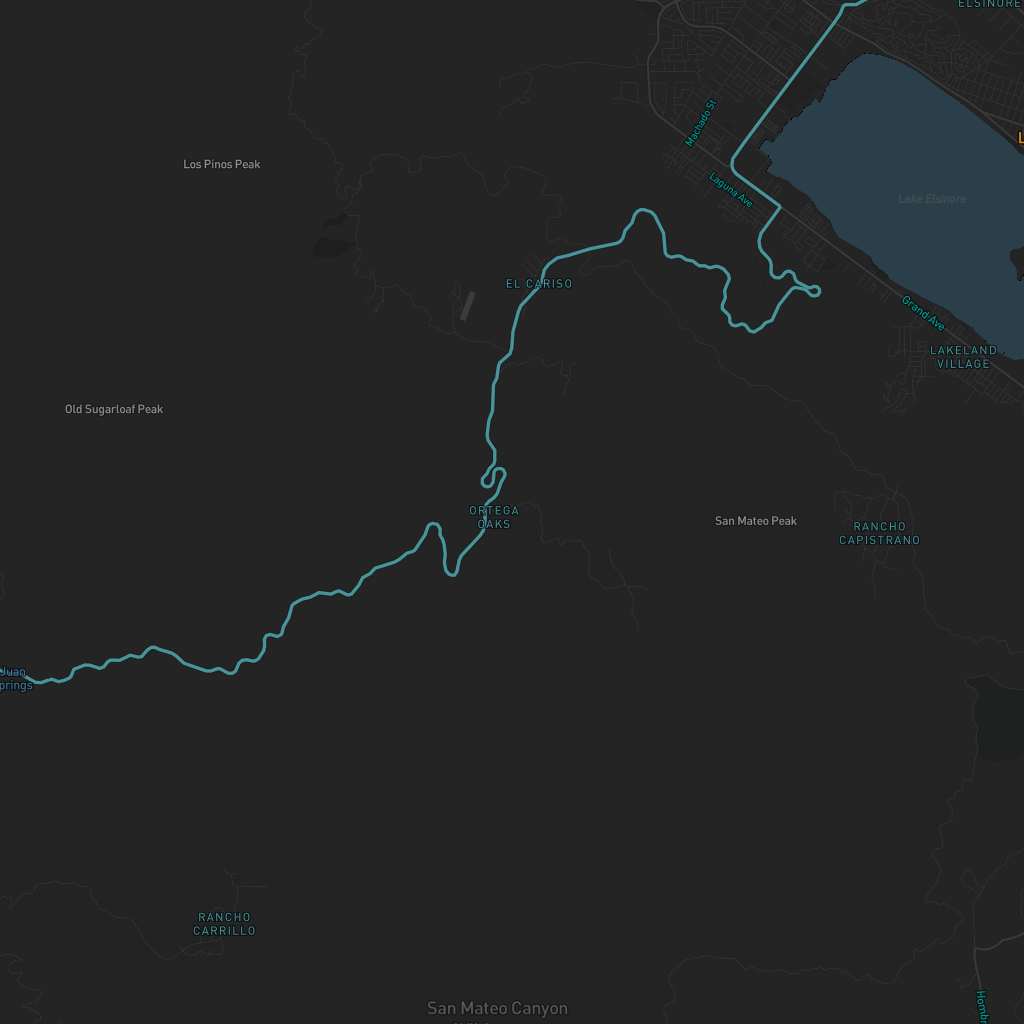 ELSINORE
Machado St
Los Pinos Peak
Laguna Ave
Lake Elsinore
EL CARISO
Grand Ave
LAKELAND
VILLAGE
Old Sugarloaf Peak
ORTEGA
OAKS
San Mateo Peak
RANCHO
CAPISTRANO
Juan
RANCHO
CARRILLO
San Mateo Canyon